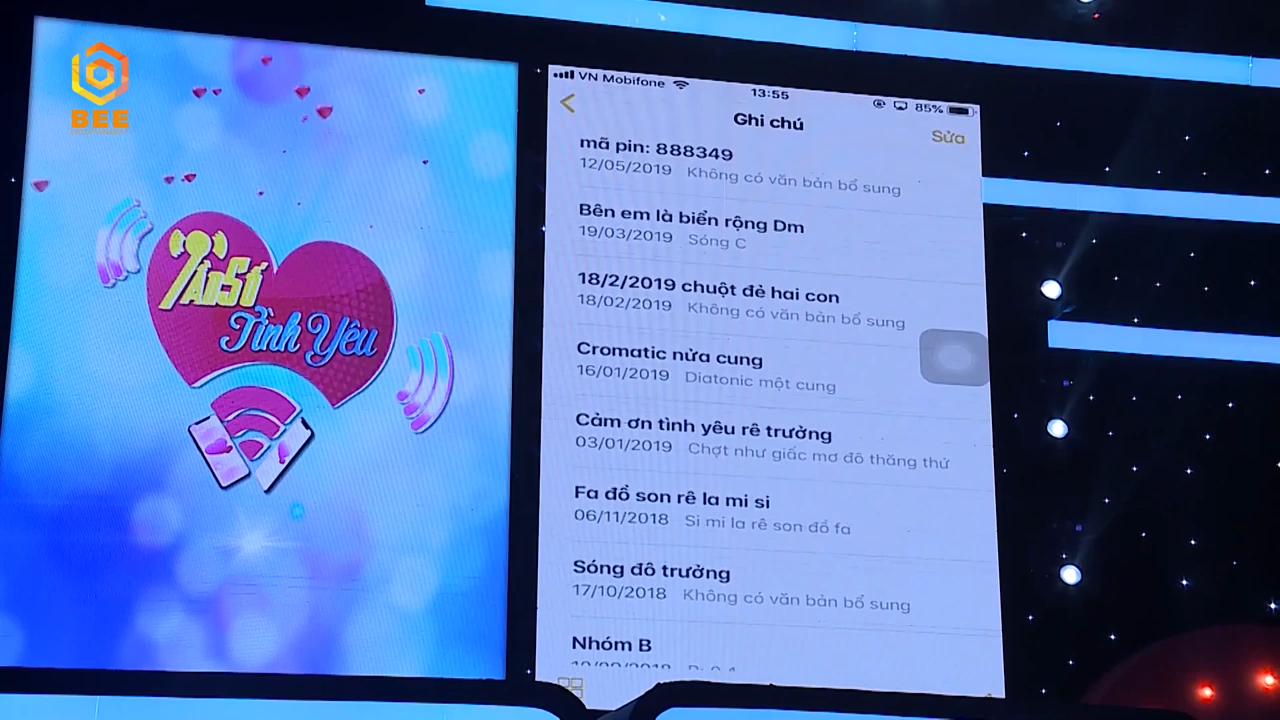 BEE
Tần Số
Tình Yêu
VN Mobifone
13:55
85%
Ghi chú
Sửa
mã pin: 888349
12/05/2019 Không có văn bản bổ sung
Bên em là biển rộng Dm
19/03/2019 Sóng C
18/2/2019 chuột đẻ hai con
18/02/2019 Không có văn bản bổ sung
Cromatic nửa cung
16/01/2019 Diatonic một cung
Cảm ơn tình yêu rê trưởng
03/01/2019 Chợt như giấc mơ đô thăng thứ
Fa đồ son rê la mi si
06/11/2018 Si mi la rê son đồ fa
Sóng đô trưởng
17/10/2018 Không có văn bản bổ sung
Nhóm B